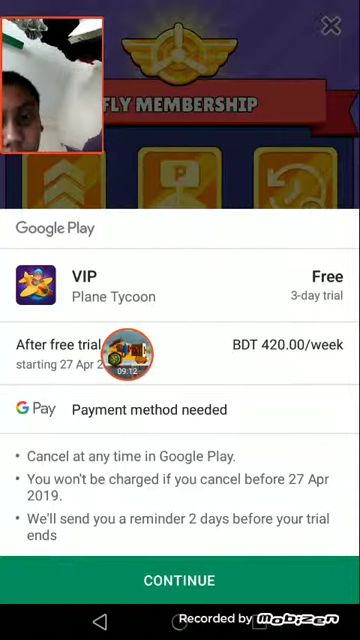 FLY MEMBERSHIP
P
Google Play
VIP
Free
Plane Tycoon
3-day trial
After free trial
BDT 420.00/week
starting 27 Apr 2
09:12
G Pay
Payment method needed
• Cancel at any time in Google Play.
• You won't be charged if you cancel before 27 Apr
2019.
• We'll send you a reminder 2 days before your trial
ends
CONTINUE
Recorded by Mobizen